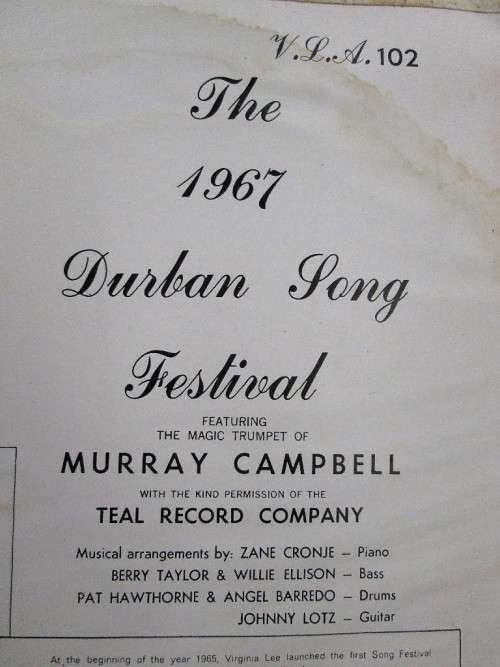 V.L.A. 102
The
1967
Durban Song
Festival
FEATURING
THE MAGIC TRUMPET OF
MURRAY CAMPBELL
WITH THE KIND PERMISSION OF THE
TEAL RECORD COMPANY
Musical arrangements by: ZANE CRONJE – Piano
BERRY TAYLOR & WILLIE ELLISON – Bass
PAT HAWTHORNE & ANGEL BARREDO – Drums
JOHNNY LOTZ – Guitar
At the beginning of the year 1965, Virginia Lee launched the first Song Festival